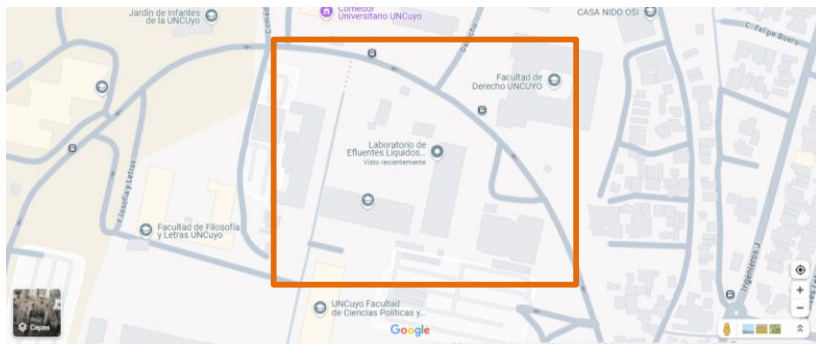 Jardín de Infantes
de la UNCuyo
Comedor
Universitario UNCuyo
CASA NIDO OSI
C. Felipe Boero
Derecho
Facultad de
Derecho UNCUYO
Laboratorio de
Efluentes Líquidos...
Visto recientemente
Filosofía y Letras
Facultad de Filosofía
y Letras UNCuyo
UNCuyo Facultad
de Ciencias Políticas y...
Ingenieros J.
Capas
Google